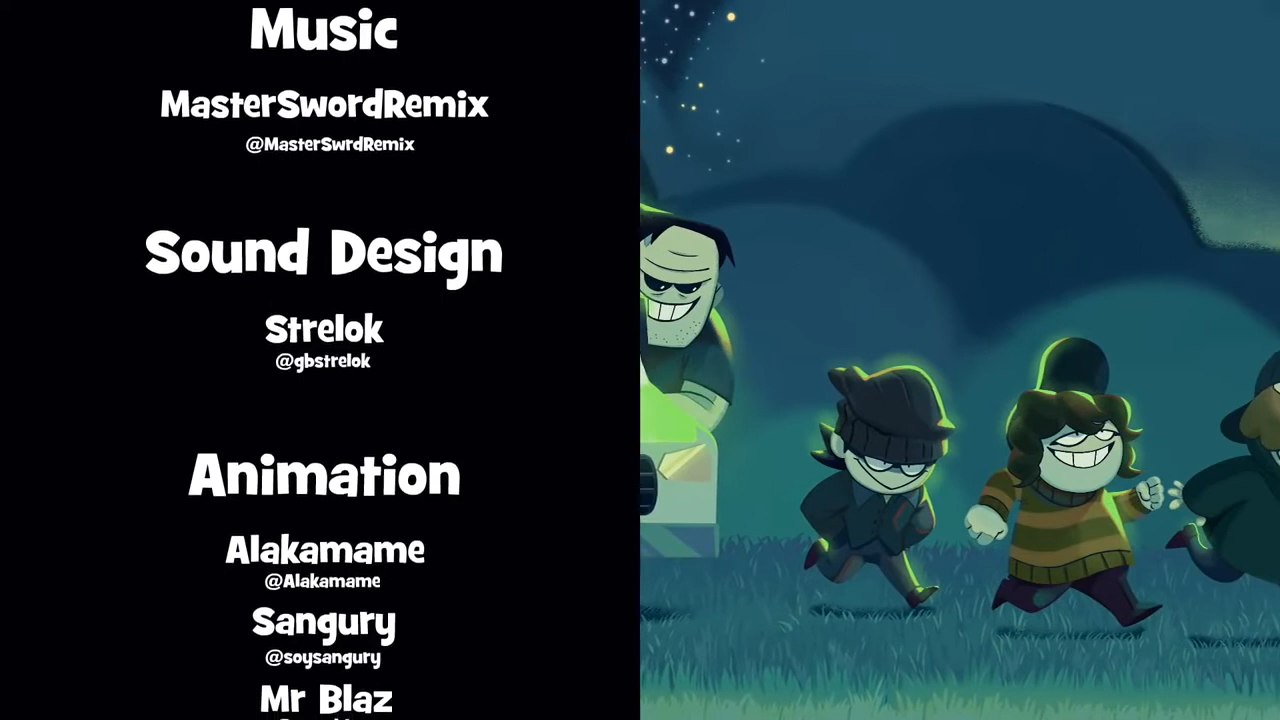 Music
MasterSwordRemix
@MasterSwrdRemix
Sound Design
Strelok
@gbstrelok
Animation
Alakamame
@Alakamame
Sangury
@soysangury
Mr Blaz